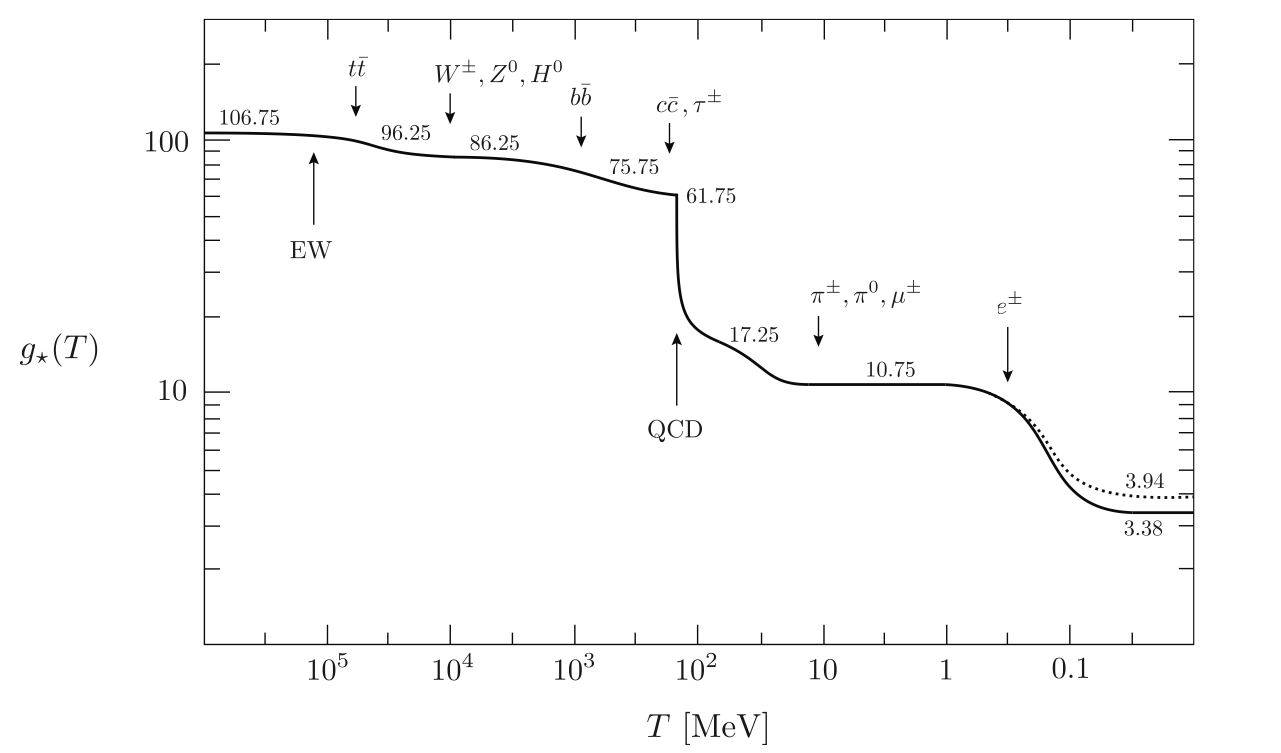 tt̄
W±, Z⁰, H⁰
bb̄
cc̄, τ±
106.75
96.25
86.25
75.75
61.75
100
EW
π±, π⁰, μ±
e±
17.25
10.75
g⋆(T)
10
QCD
3.94
3.38
10⁵ 10⁴ 10³ 10² 10 1 0.1
T [MeV]